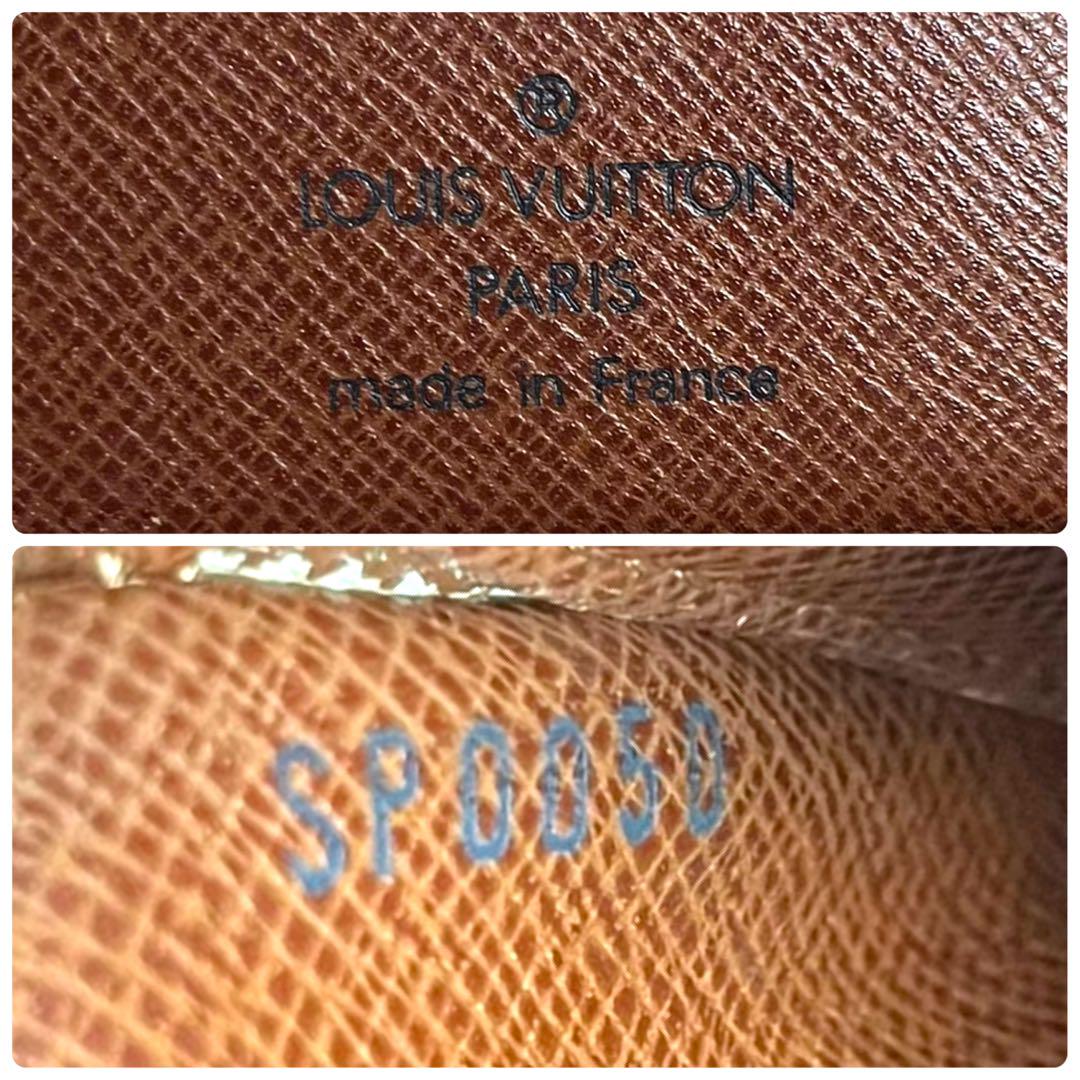 ®
LOUIS VUITTON
PARIS
made in France
SP0050